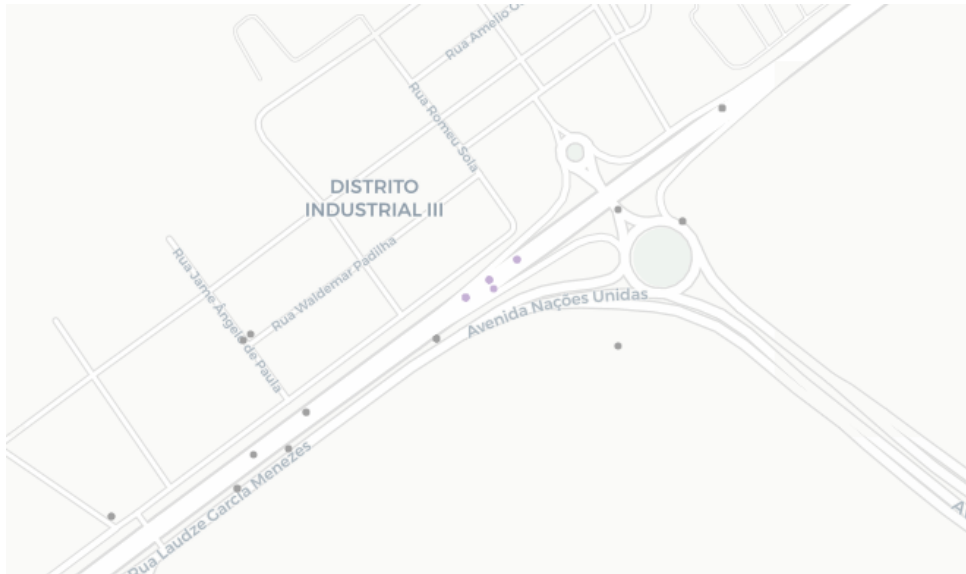 Rua Amelio G
Rua Romeu Sola
DISTRITO
INDUSTRIAL III
Rua Waldemar Padilha
Rua Jaime Ângelo de Paula
Avenida Nações Unidas
Rua Laudze Garcia Menezes